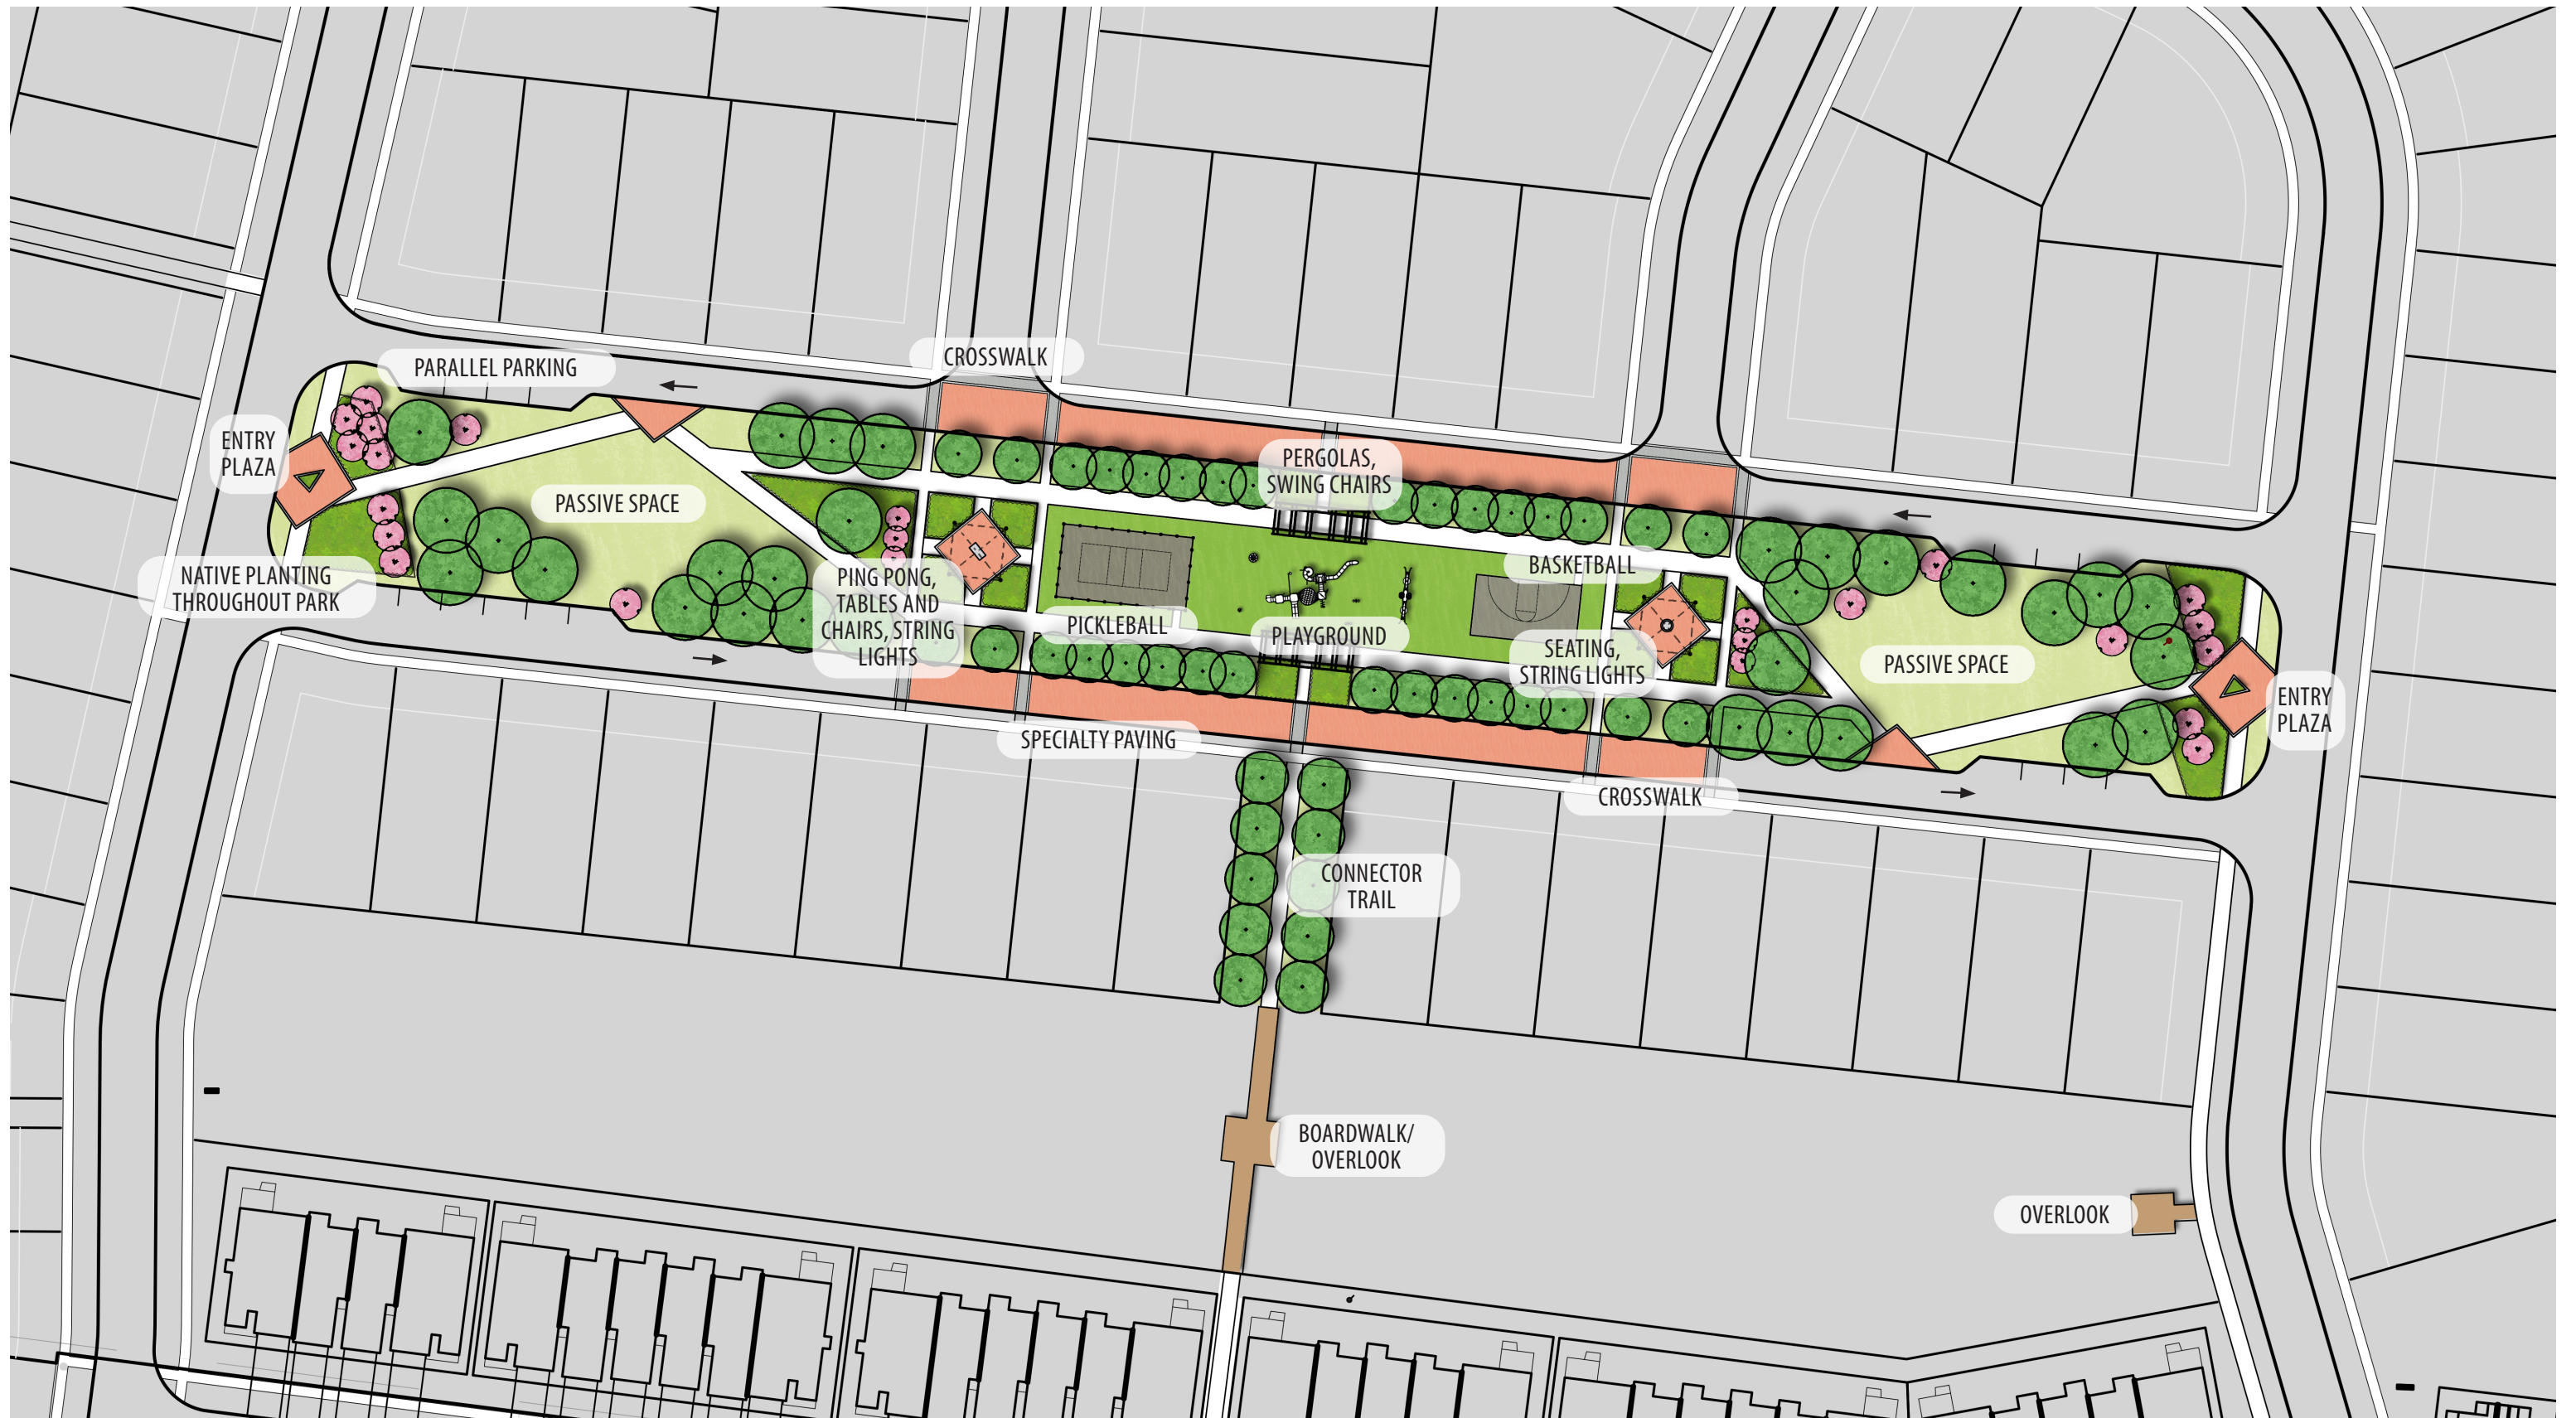 PARALLEL PARKING
CROSSWALK
ENTRY
PLAZA
PASSIVE SPACE
PERGOLAS,
SWING CHAIRS
NATIVE PLANTING
THROUGHOUT PARK
PING PONG,
TABLES AND
CHAIRS, STRING
LIGHTS
PICKLEBALL
PLAYGROUND
BASKETBALL
SEATING,
STRING LIGHTS
PASSIVE SPACE
ENTRY
PLAZA
SPECIALTY PAVING
CROSSWALK
CONNECTOR
TRAIL
BOARDWALK/
OVERLOOK
OVERLOOK